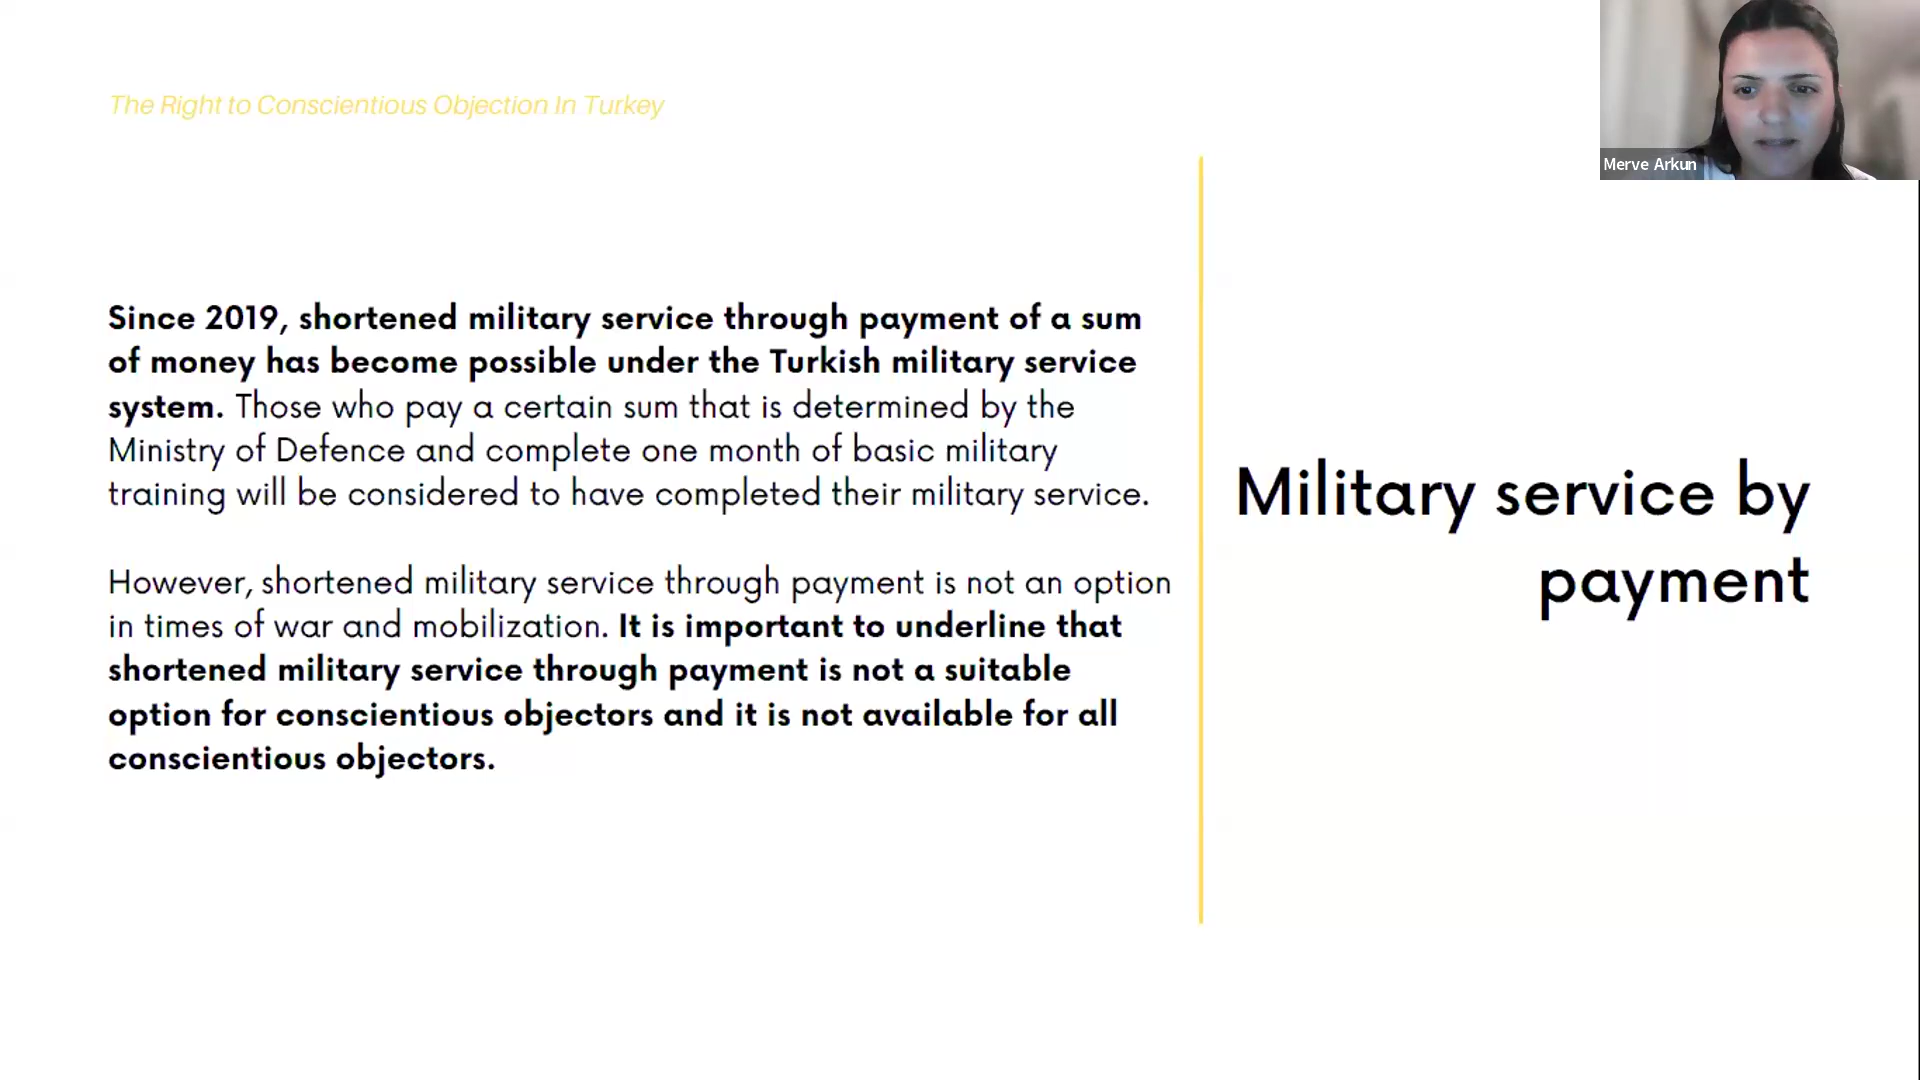 The Right to Conscientious Objection In Turkey
Merve Arkun
Since 2019, shortened military service through payment of a sum
of money has become possible under the Turkish military service
system. Those who pay a certain sum that is determined by the
Ministry of Defence and complete one month of basic military
training will be considered to have completed their military service.
However, shortened military service through payment is not an option
in times of war and mobilization. It is important to underline that
shortened military service through payment is not a suitable
option for conscientious objectors and it is not available for all
conscientious objectors.
Military service by
payment